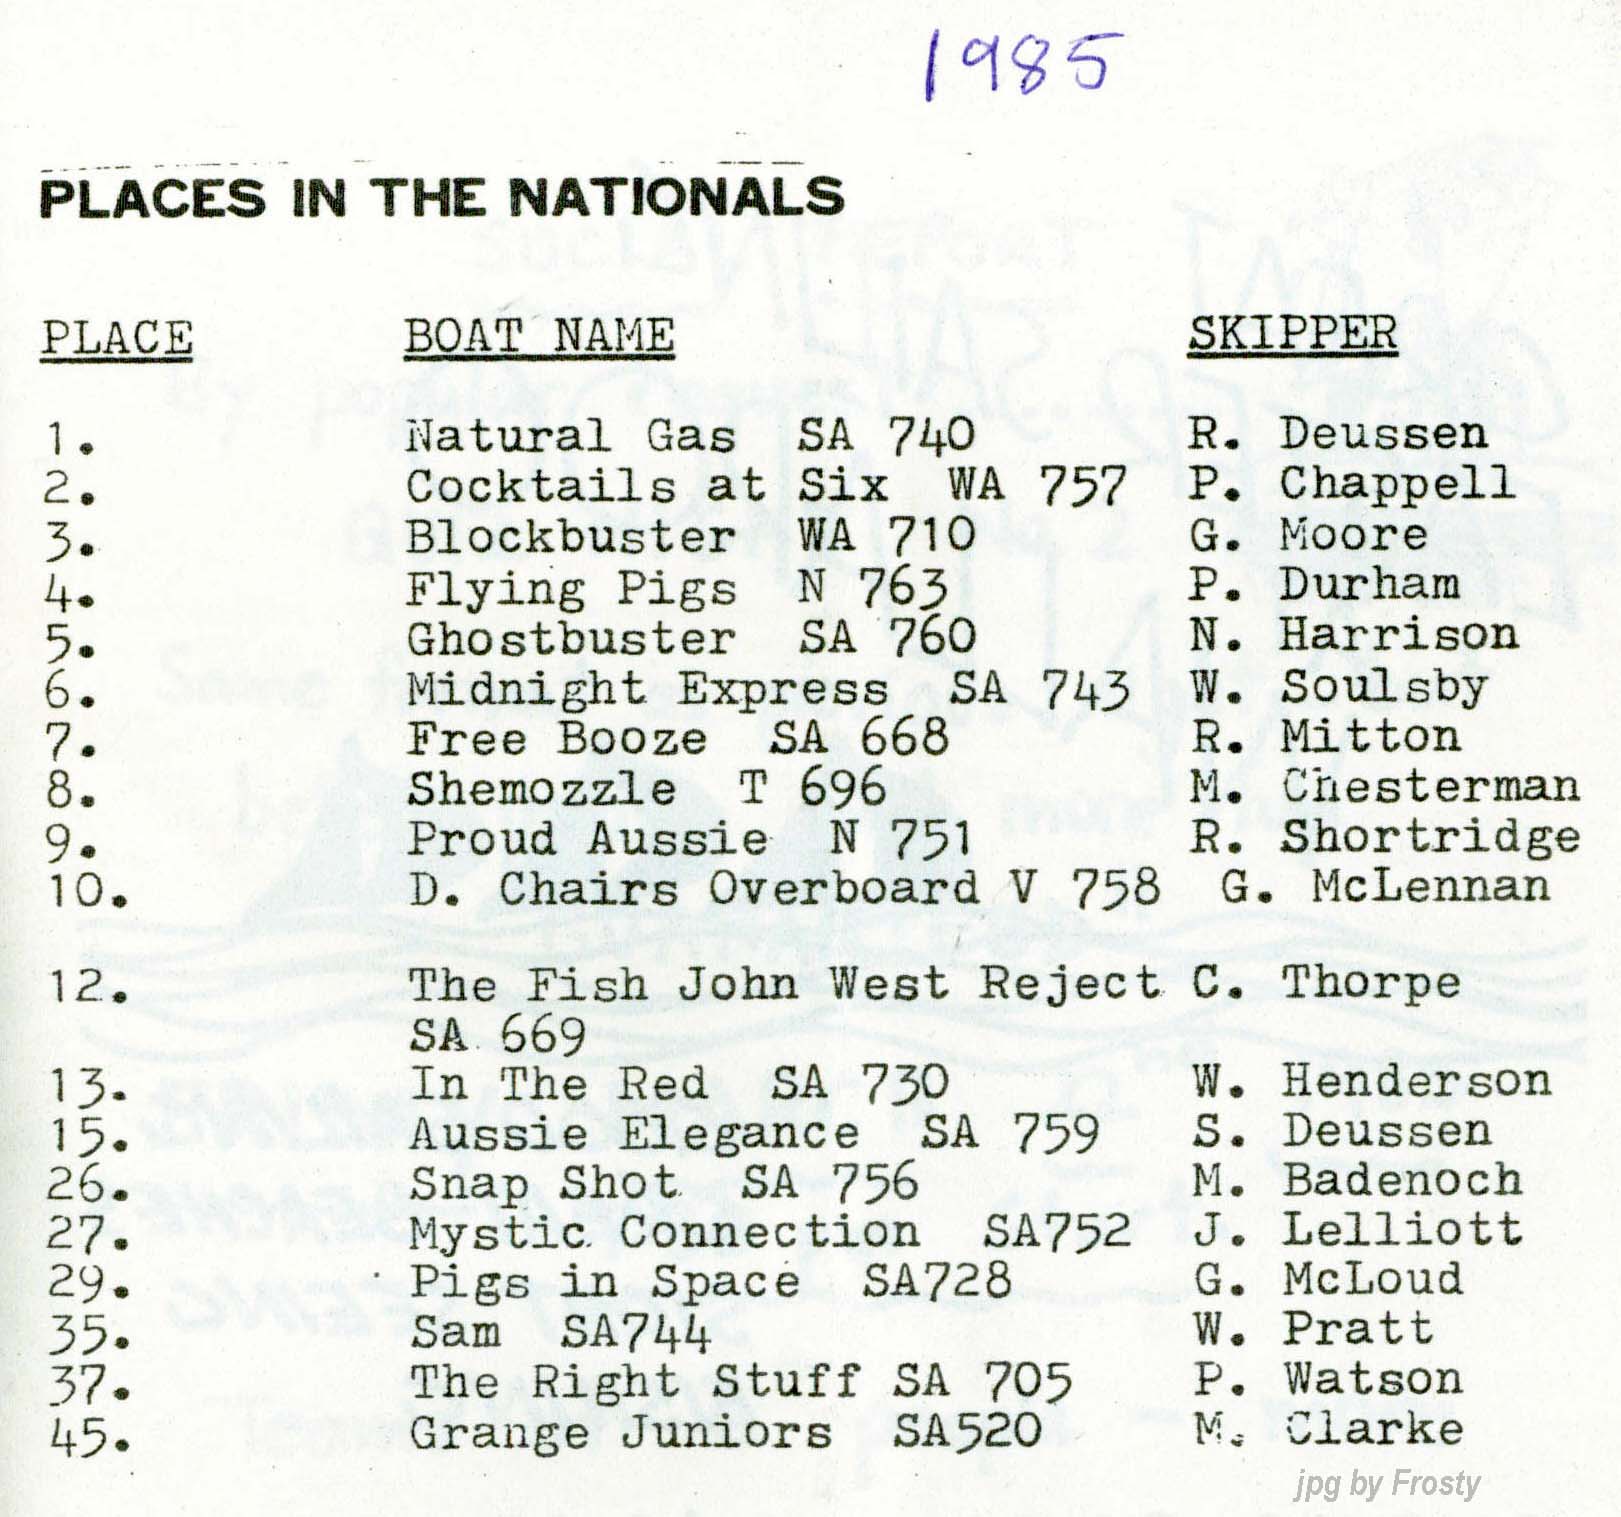 1985
PLACES IN THE NATIONALS
PLACE BOAT NAME SKIPPER
1. Natural Gas SA 740 R. Deussen
2. Cocktails at Six WA 757 P. Chappell
3. Blockbuster WA 710 G. Moore
4. Flying Pigs N 763 P. Durham
5. Ghostbuster SA 760 N. Harrison
6. Midnight Express SA 743 W. Soulsby
7. Free Booze SA 668 R. Mitton
8. Shemozzle T 696 M. Chesterman
9. Proud Aussie N 751 R. Shortridge
10. D. Chairs Overboard V 758 G. McLennan
12. The Fish John West Reject C. Thorpe
SA 669
13. In The Red SA 730 W. Henderson
15. Aussie Elegance SA 759 S. Deussen
26. Snap Shot SA 756 M. Badenoch
27. Mystic Connection SA752 J. Lelliott
29. Pigs in Space SA728 G. McLoud
35. Sam SA744 W. Pratt
37. The Right Stuff SA 705 P. Watson
45. Grange Juniors SA520 M. Clarke
jpg by Frosty